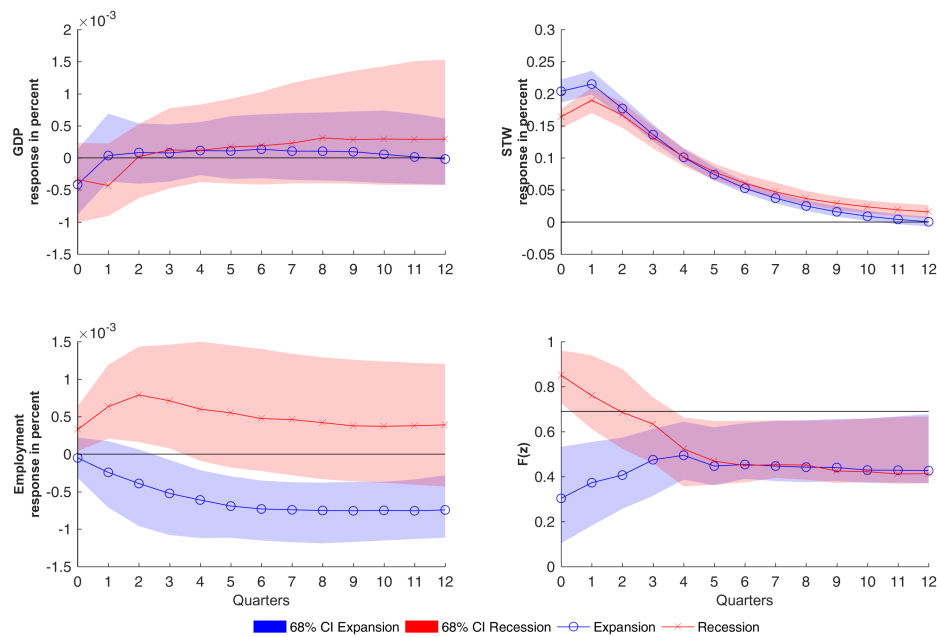 ×10⁻³
2
1.5
1
0.5
0
-0.5
-1
-1.5
GDP
response in percent
0 1 2 3 4 5 6 7 8 9 10 11 12
0.3
0.25
0.2
0.15
0.1
0.05
0
0.05
STW
response in percent
0 1 2 3 4 5 6 7 8 9 10 11 12
×10⁻³
1.5
1
0.5
0
-0.5
-1
-1.5
Employment
response in percent
0 1 2 3 4 5 6 7 8 9 10 11 12
Quarters
1
0.8
0.6
0.4
0.2
0
F(z)
0 1 2 3 4 5 6 7 8 9 10 11 12
Quarters
68% CI Expansion 68% CI Recession Expansion Recession